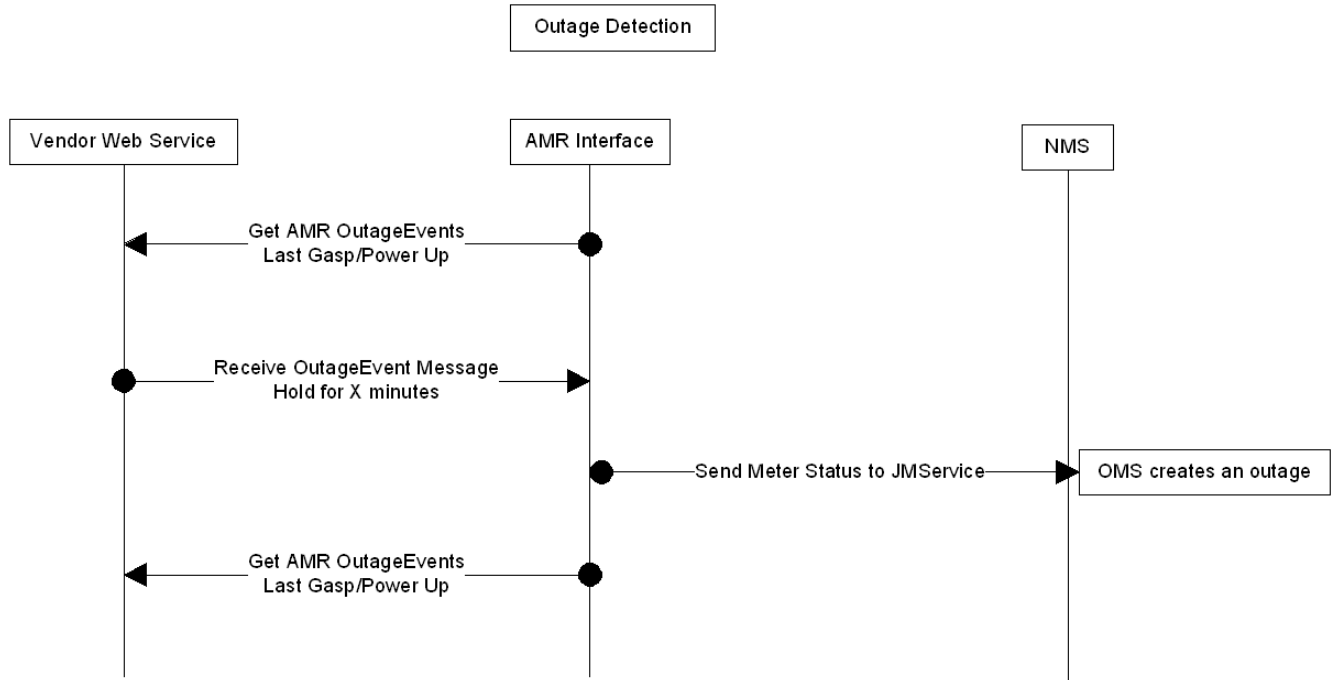 Outage Detection
Vendor Web Service
AMR Interface
NMS
Get AMR OutageEvents
Last Gasp/Power Up
Receive OutageEvent Message
Hold for X minutes
Send Meter Status to JMService
OMS creates an outage
Get AMR OutageEvents
Last Gasp/Power Up